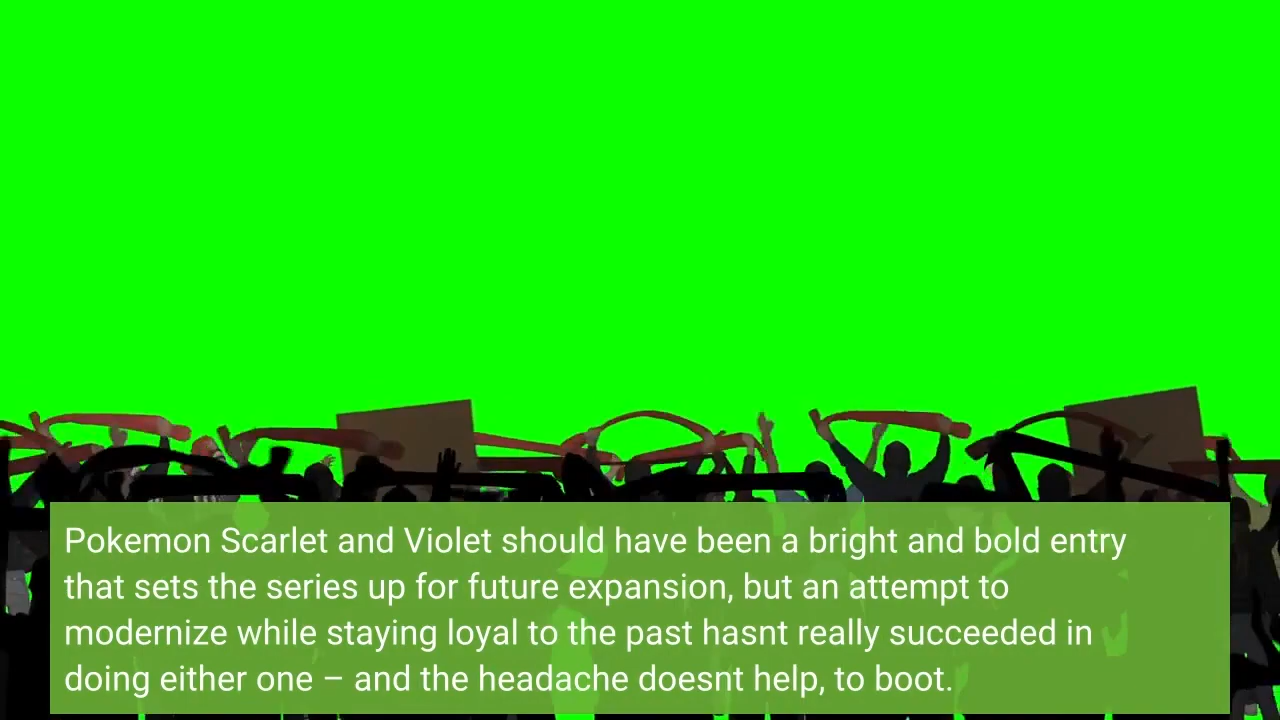 Pokemon Scarlet and Violet should have been a bright and bold entry
that sets the series up for future expansion, but an attempt to
modernize while staying loyal to the past hasnt really succeeded in
doing either one – and the headache doesnt help, to boot.